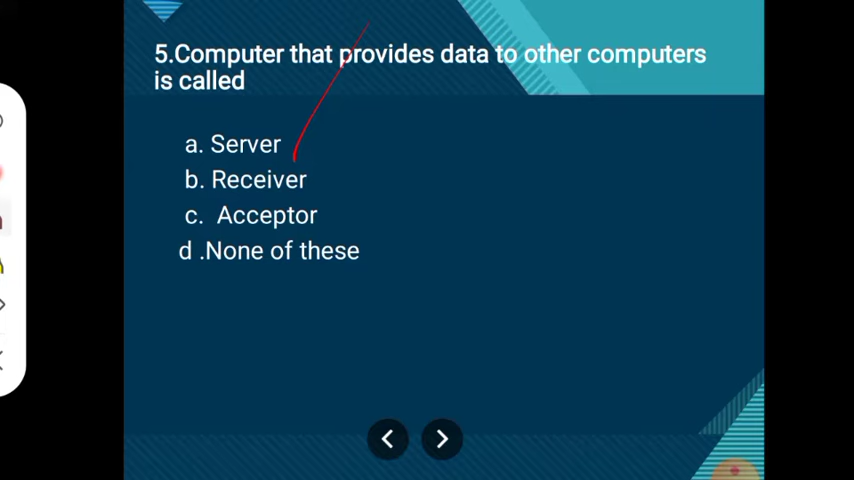 5.Computer that provides data to other computers
is called
a. Server
b. Receiver
c. Acceptor
d .None of these